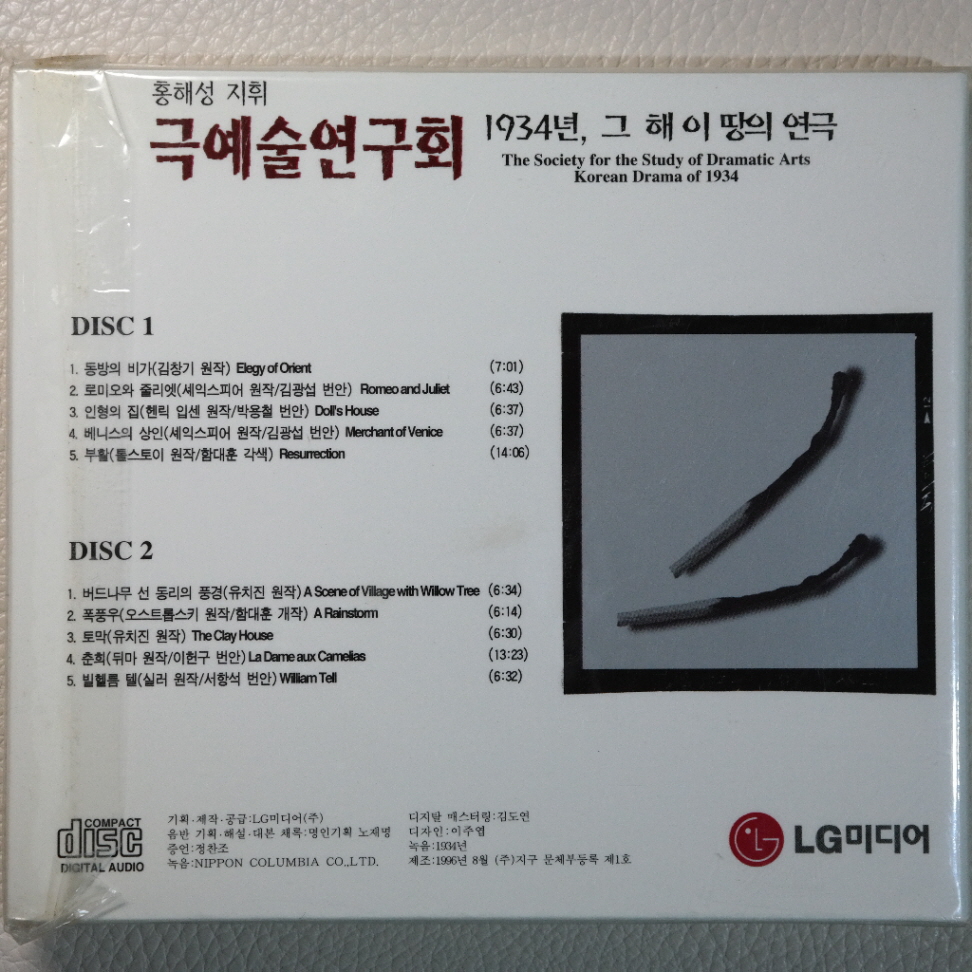 홍해성 지휘
극예술연구회 1934년, 그 해 이 땅의 연극
The Society for the Study of Dramatic Arts
Korean Drama of 1934
DISC 1
1. 동방의 비가(김창기 원작) Elegy of Orient (7:01)
2. 로미오와 줄리엣(셰익스피어 원작/김광섭 번안) Romeo and Juliet (6:43)
3. 인형의 집(헨릭 입센 원작/박용철 번안) Doll's House (6:37)
4. 베니스의 상인(셰익스피어 원작/김광섭 번안) Merchant of Venice (6:37)
5. 부활(톨스토이 원작/함대훈 각색) Resurrection (14:06)
DISC 2
1. 버드나무 선 동리의 풍경(유치진 원작) A Scene of Village with Willow Tree (6:34)
2. 폭풍우(오스트롭스키 원작/함대훈 개작) A Rainstorm (6:14)
3. 토막(유치진 원작) The Clay House (6:30)
4. 춘희(뒤마 원작/이헌구 번안) La Dame aux Camelias (13:23)
5. 빌헬름 텔(실러 원작/서항석 번안) William Tell (6:32)
COMPACT
disc
DIGITAL AUDIO
기획·제작·공급:LG미디어(주)
음반 기획·해설·대본 채록:명인기획 노재명
증언:정찬조
녹음:NIPPON COLUMBIA CO.,LTD.
디지탈 매스터링:김도연
디자인:이주엽
녹음:1934년
제조:1996년 8월 (주)지구 문체부등록 제1호
LG미디어
12